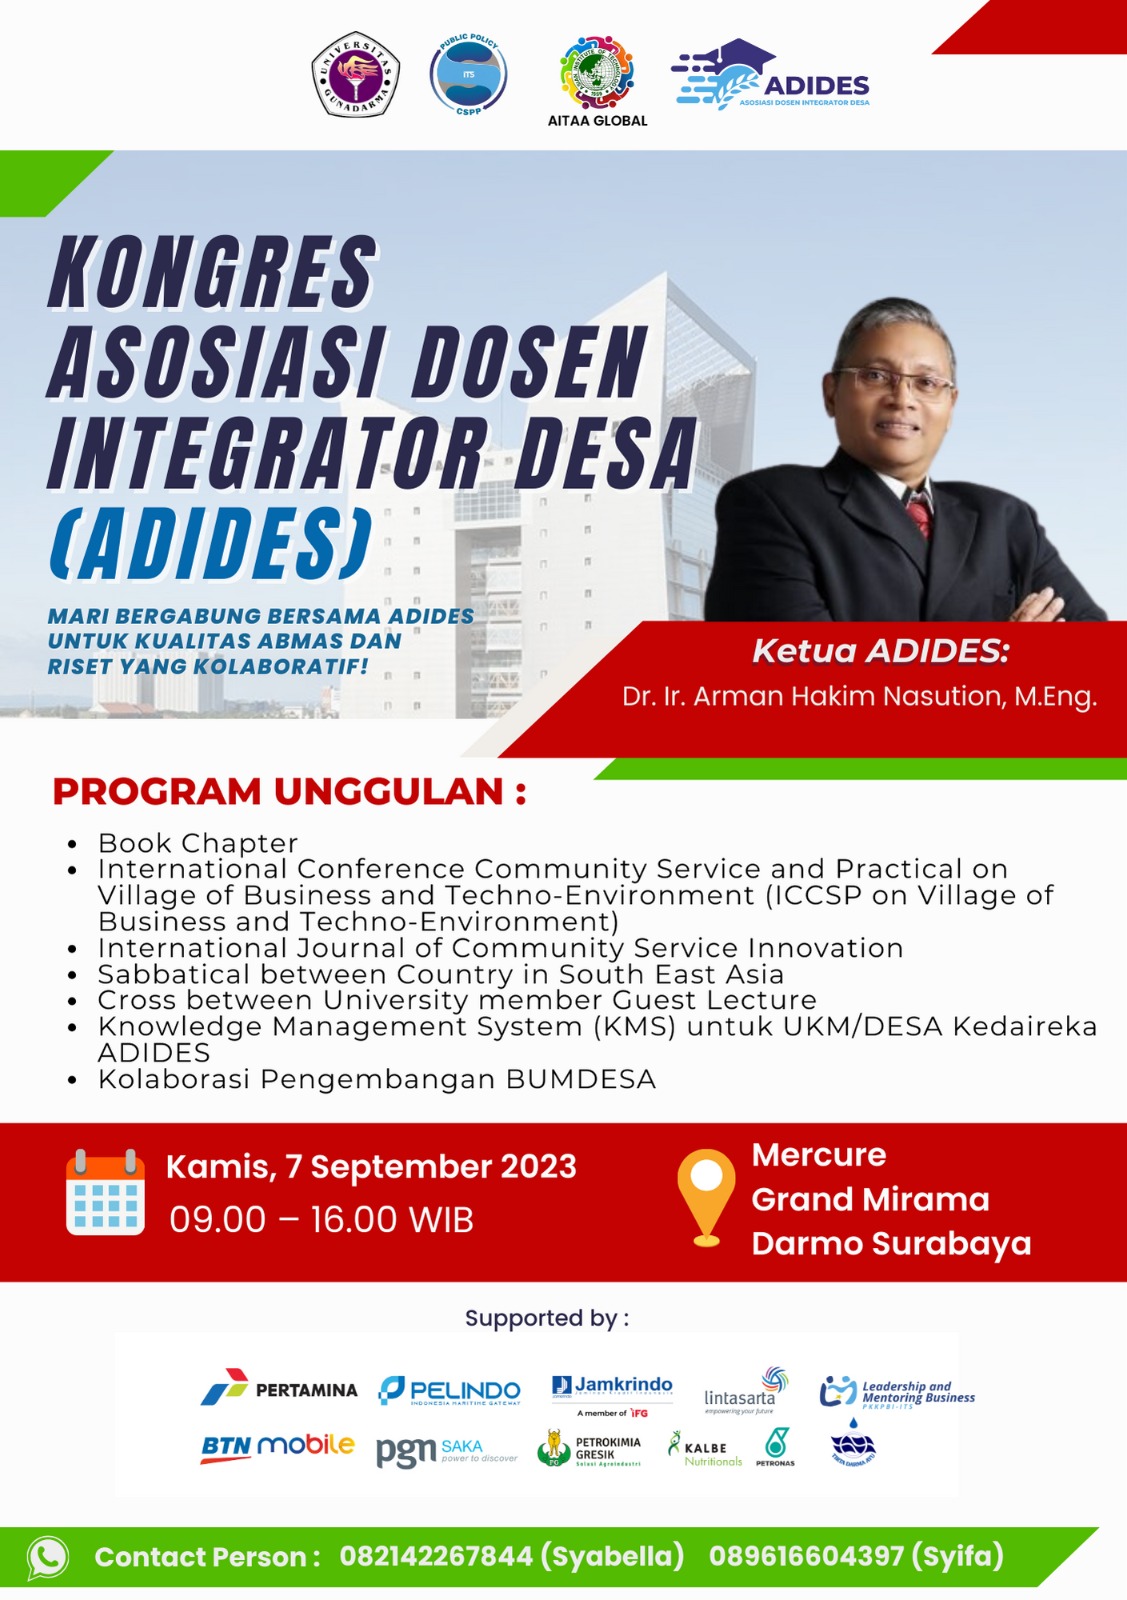 UNIVERSITAS GUNADARMA
PUBLIC POLICY
ITS
CSPP
ASIAN INSTITUTE OF TECHNOLOGY
1959
AITAA GLOBAL
ADIDES
ASOSIASI DOSEN INTEGRATOR DESA
KONGRES
ASOSIASI DOSEN
INTEGRATOR DESA
(ADIDES)
MARI BERGABUNG BERSAMA ADIDES
UNTUK KUALITAS ABMAS DAN
RISET YANG KOLABORATIF!
Ketua ADIDES:
Dr. Ir. Arman Hakim Nasution, M.Eng.
PROGRAM UNGGULAN :
• Book Chapter
• International Conference Community Service and Practical on
Village of Business and Techno-Environment (ICCSP on Village of
Business and Techno-Environment)
• International Journal of Community Service Innovation
• Sabbatical between Country in South East Asia
• Cross between University member Guest Lecture
• Knowledge Management System (KMS) untuk UKM/DESA Kedaireka
ADIDES
• Kolaborasi Pengembangan BUMDESA
Kamis, 7 September 2023
09.00 – 16.00 WIB
Mercure
Grand Mirama
Darmo Surabaya
Supported by :
PERTAMINA
PELINDO
INDONESIA MARITIME GATEWAY
Jamkrindo
A member of IFG
lintasarta
empowering your future
Leadership and
Mentoring Business
PKKPBI-ITS
BTN mobile
pgn SAKA
power to discover
PG
PETROKIMIA
GRESIK
Solusi Agroindustri
KALBE
Nutritionals
PETRONAS
Contact Person : 082142267844 (Syabella) 089616604397 (Syifa)